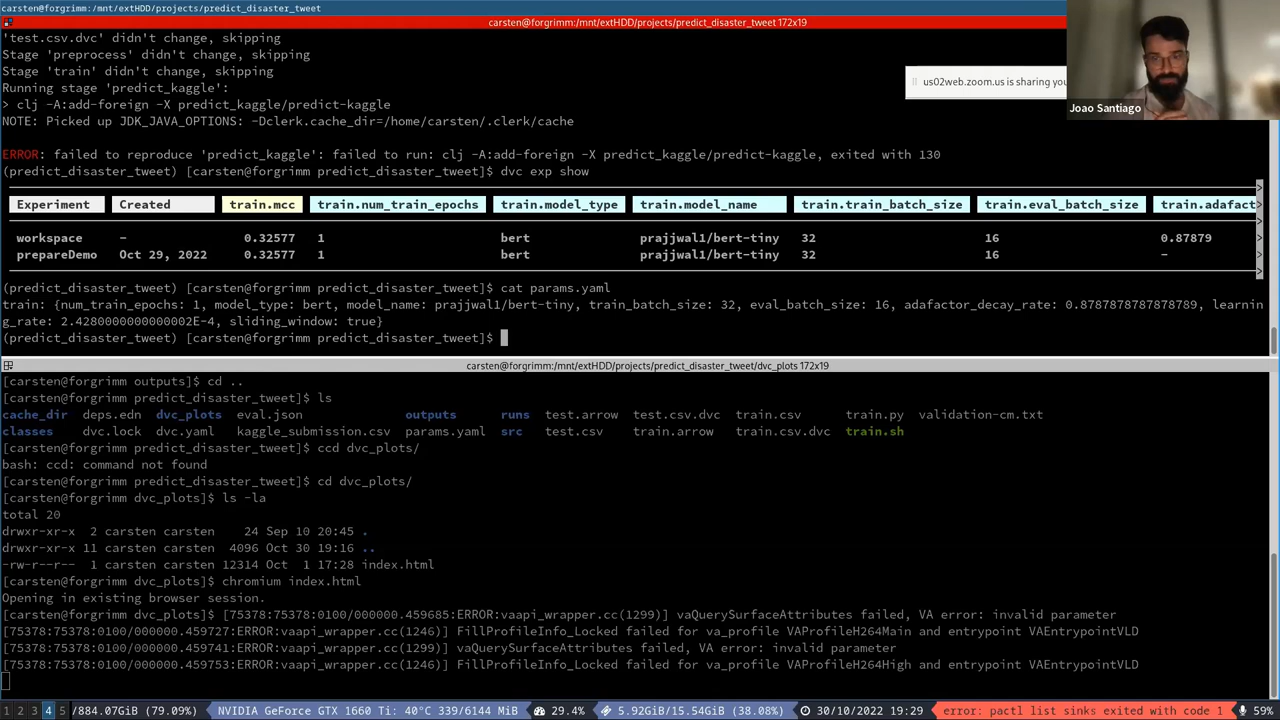 carsten@forgrimm:/mnt/extHDD/projects/predict_disaster_tweet
carsten@forgrimm:/mnt/extHDD/projects/predict_disaster_tweet 172x19
'test.csv.dvc' didn't change, skipping
Stage 'preprocess' didn't change, skipping
Stage 'train' didn't change, skipping
Running stage 'predict_kaggle':
> clj -A:add-foreign -X predict_kaggle/predict-kaggle
NOTE: Picked up JDK_JAVA_OPTIONS: -Dclerk.cache_dir=/home/carsten/.clerk/cache
us02web.zoom.us is sharing you
Joao Santiago
ERROR: failed to reproduce 'predict_kaggle': failed to run: clj -A:add-foreign -X predict_kaggle/predict-kaggle, exited with 130
(predict_disaster_tweet) [carsten@forgrimm predict_disaster_tweet]$ dvc exp show
Experiment Created train.mcc train.num_train_epochs train.model_type train.model_name train.train_batch_size train.eval_batch_size train.adafact>
workspace - 0.32577 1 bert prajjwal1/bert-tiny 32 16 0.87879 >
prepareDemo Oct 29, 2022 0.32577 1 bert prajjwal1/bert-tiny 32 16 - >
(predict_disaster_tweet) [carsten@forgrimm predict_disaster_tweet]$ cat params.yaml
train: {num_train_epochs: 1, model_type: bert, model_name: prajjwal1/bert-tiny, train_batch_size: 32, eval_batch_size: 16, adafactor_decay_rate: 0.8787878787878789, learnin
g_rate: 2.4280000000000002E-4, sliding_window: true}
(predict_disaster_tweet) [carsten@forgrimm predict_disaster_tweet]$
carsten@forgrimm:/mnt/extHDD/projects/predict_disaster_tweet/dvc_plots 172x19
[carsten@forgrimm outputs]$ cd ..
[carsten@forgrimm predict_disaster_tweet]$ ls
cache_dir deps.edn dvc_plots eval.json outputs runs test.arrow test.csv.dvc train.csv train.py validation-cm.txt
classes dvc.lock dvc.yaml kaggle_submission.csv params.yaml src test.csv train.arrow train.csv.dvc train.sh
[carsten@forgrimm predict_disaster_tweet]$ ccd dvc_plots/
bash: ccd: command not found
[carsten@forgrimm predict_disaster_tweet]$ cd dvc_plots/
[carsten@forgrimm dvc_plots]$ ls -la
total 20
drwxr-xr-x 2 carsten carsten 24 Sep 10 20:45 .
drwxr-xr-x 11 carsten carsten 4096 Oct 30 19:16 ..
-rw-r--r-- 1 carsten carsten 12314 Oct 1 17:28 index.html
[carsten@forgrimm dvc_plots]$ chromium index.html
Opening in existing browser session.
[carsten@forgrimm dvc_plots]$ [75378:75378:0100/000000.459685:ERROR:vaapi_wrapper.cc(1299)] vaQuerySurfaceAttributes failed, VA error: invalid parameter
[75378:75378:0100/000000.459727:ERROR:vaapi_wrapper.cc(1246)] FillProfileInfo_Locked failed for va_profile VAProfileH264Main and entrypoint VAEntrypointVLD
[75378:75378:0100/000000.459741:ERROR:vaapi_wrapper.cc(1299)] vaQuerySurfaceAttributes failed, VA error: invalid parameter
[75378:75378:0100/000000.459753:ERROR:vaapi_wrapper.cc(1246)] FillProfileInfo_Locked failed for va_profile VAProfileH264High and entrypoint VAEntrypointVLD
1 2 3 4 5 /884.07GiB (79.09%) NVIDIA GeForce GTX 1660 Ti: 40°C 339/6144 MiB 29.4% 5.92GiB/15.54GiB (38.08%) 30/10/2022 19:29 error: pactl list sinks exited with code 1 59%